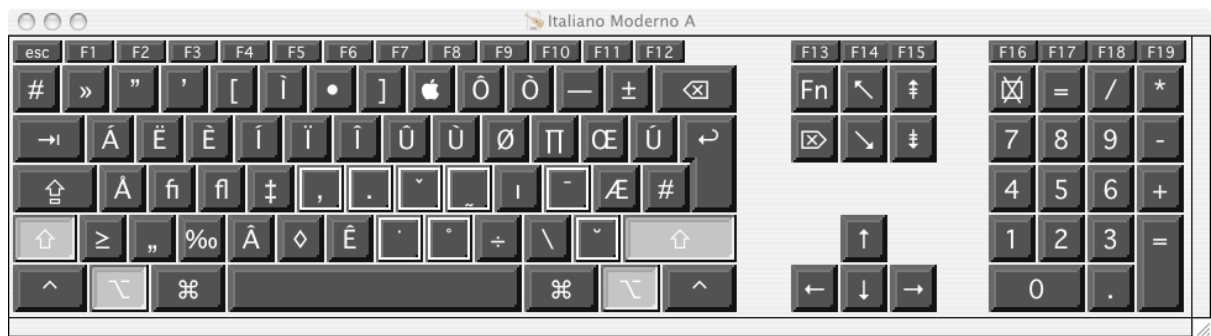 Italiano Moderno A
esc F1 F2 F3 F4 F5 F6 F7 F8 F9 F10 F11 F12 F13 F14 F15 F16 F17 F18 F19
# » ” ’ [ Ì • ] Ô Ò — ± ⌫ Fn ↖ ⇞ = / *
⇥ Á Ë È Í Ï Î Û Ù Ø ∏ Œ Ú ↩ ⌦ ↘ ⇟ 7 8 9 -
Å fi fl ‡ , . ˇ ˷ ı ¯ Æ # 4 5 6 +
⇧ ≥ „ ‰ Â ◊ Ê ˙ ° ÷ \ ˘ ⇧ ↑ 1 2 3 =
^ ⌥ ⌘ ⌘ ⌥ ^ ← ↓ → 0 .